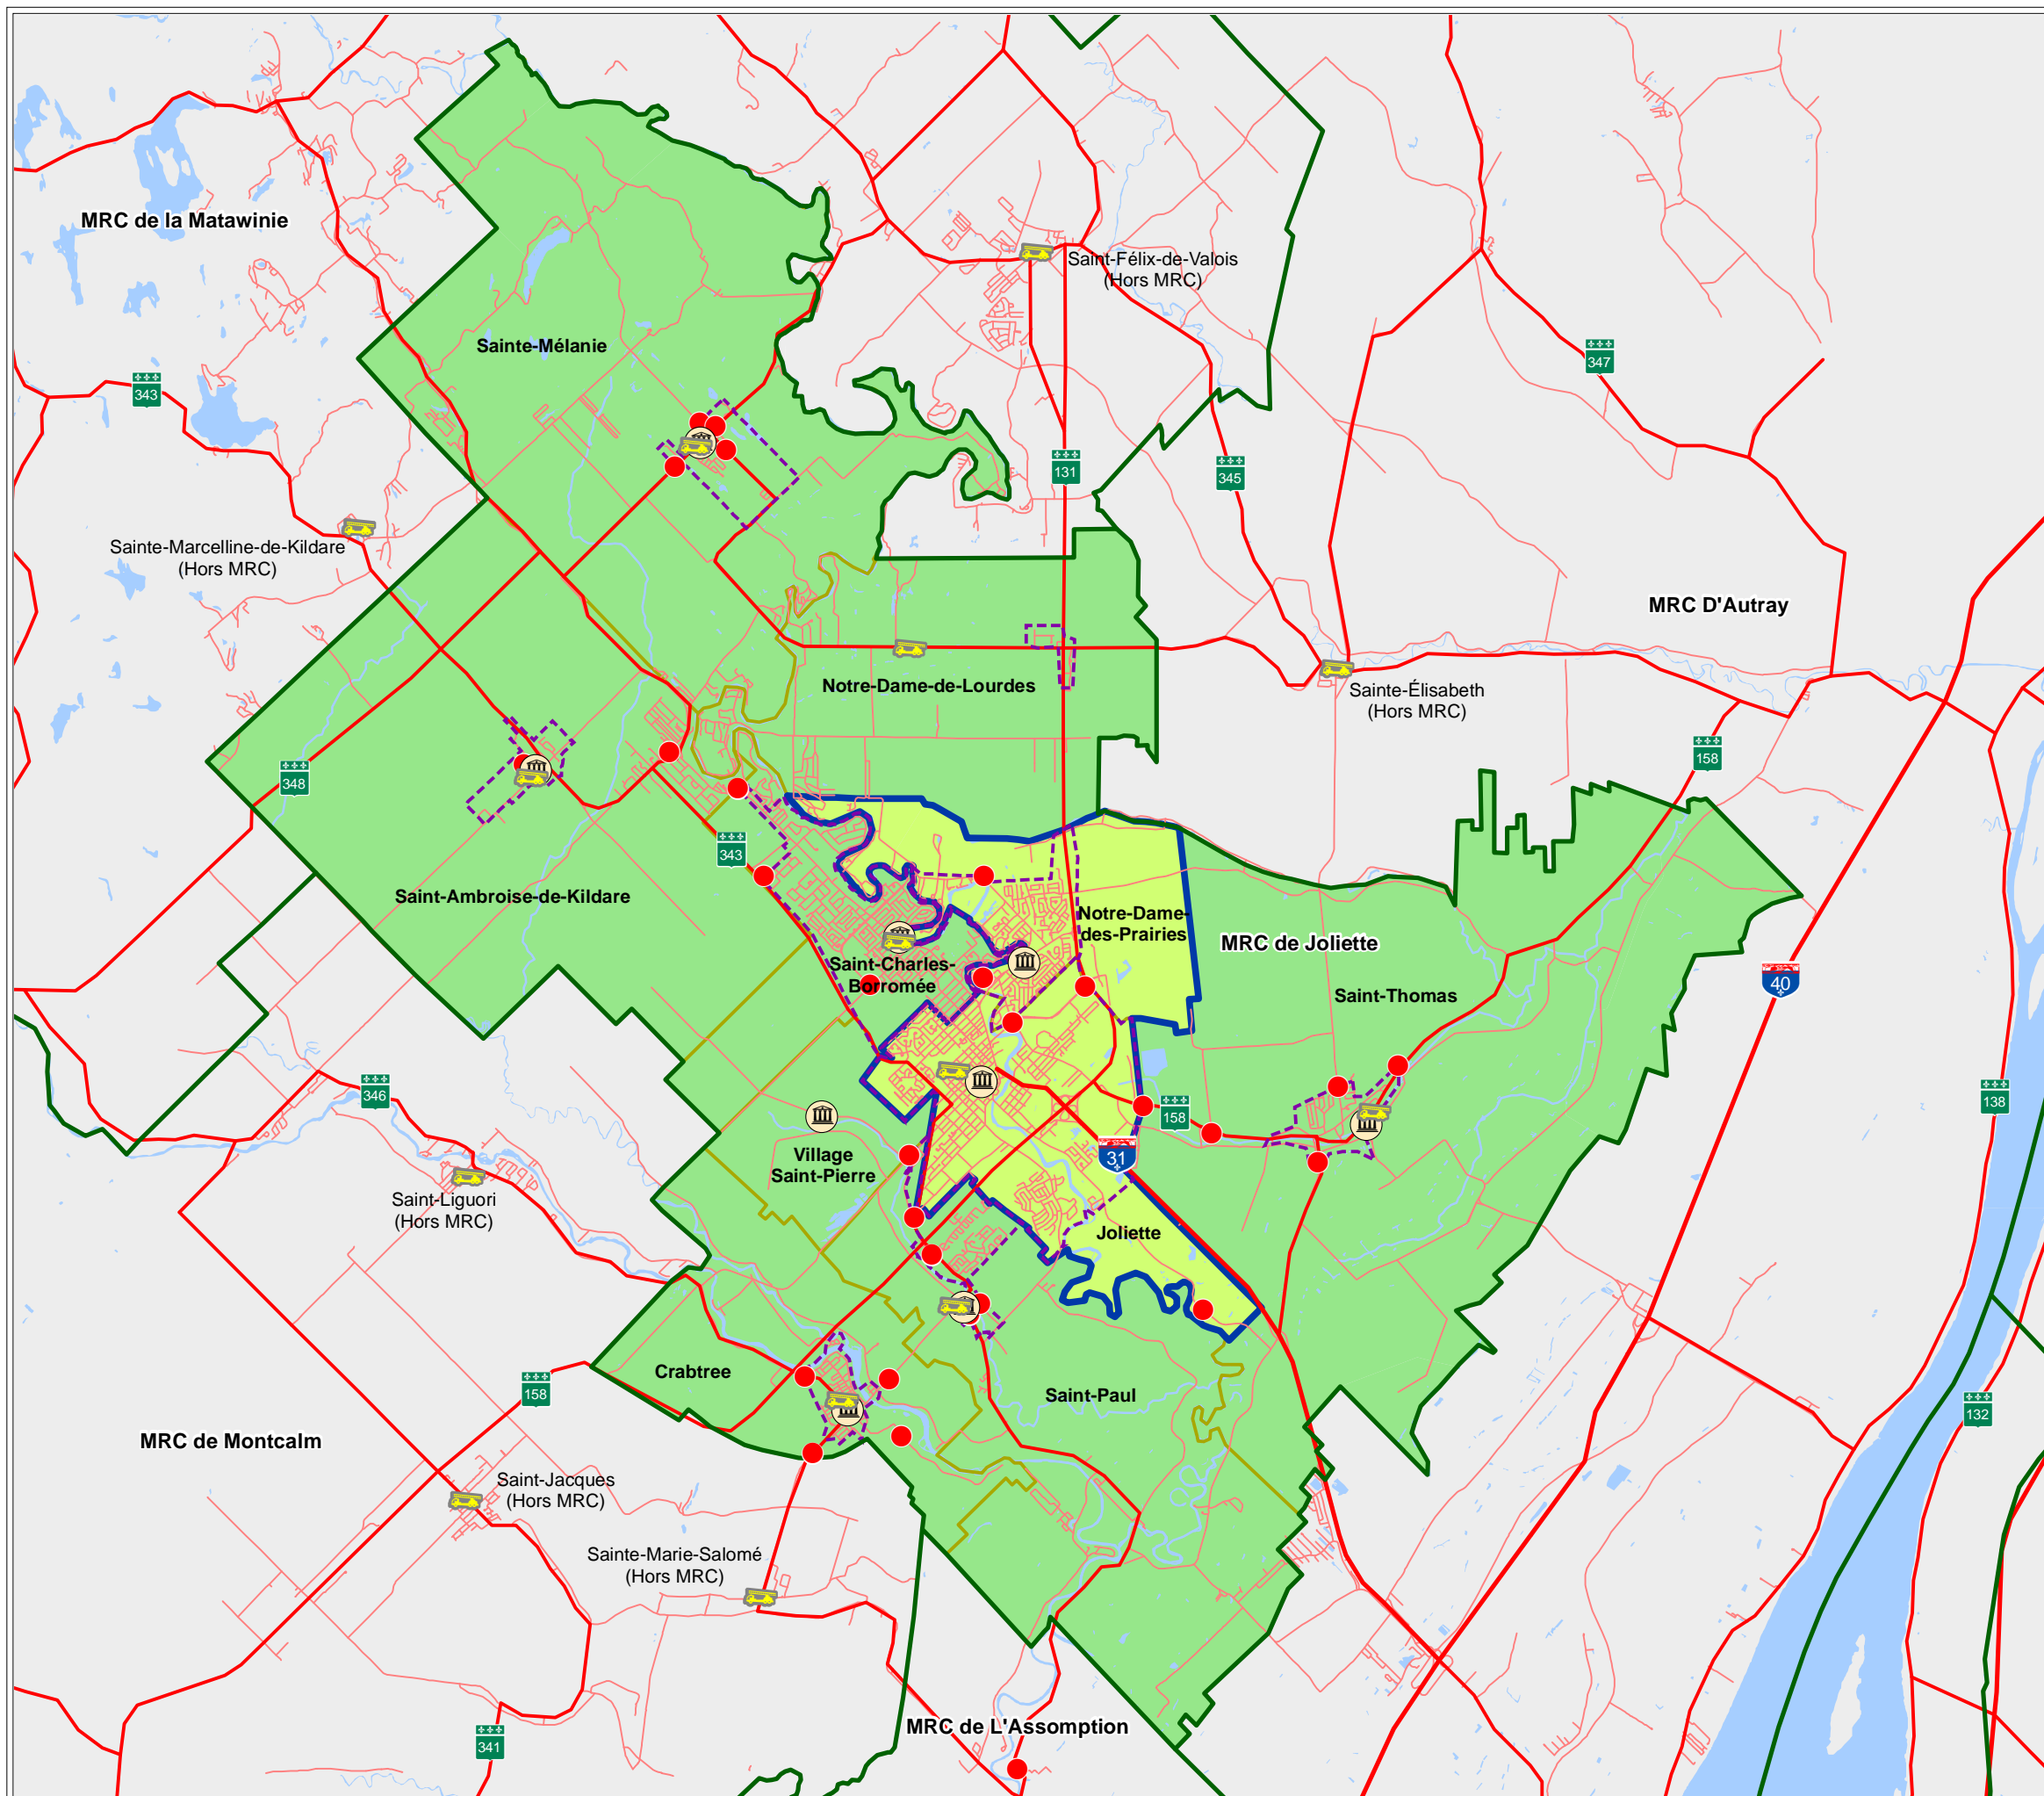 MRC de la Matawinie
Saint-Félix-de-Valois
(Hors MRC)
Sainte-Mélanie
347
343
131
345
Sainte-Marcelline-de-Kildare
(Hors MRC)
MRC D'Autray
Notre-Dame-de-Lourdes
Sainte-Élisabeth
(Hors MRC)
158
348
343
Saint-Ambroise-de-Kildare
Notre-Dame-
des-Prairies
MRC de Joliette
Saint-Charles-
Borromée
Saint-Thomas
40
346
138
158
Village
Saint-Pierre
31
Saint-Liguori
(Hors MRC)
Joliette
Crabtree
158
Saint-Paul
132
MRC de Montcalm
Saint-Jacques
(Hors MRC)
Sainte-Marie-Salomé
(Hors MRC)
MRC de L'Assomption
341